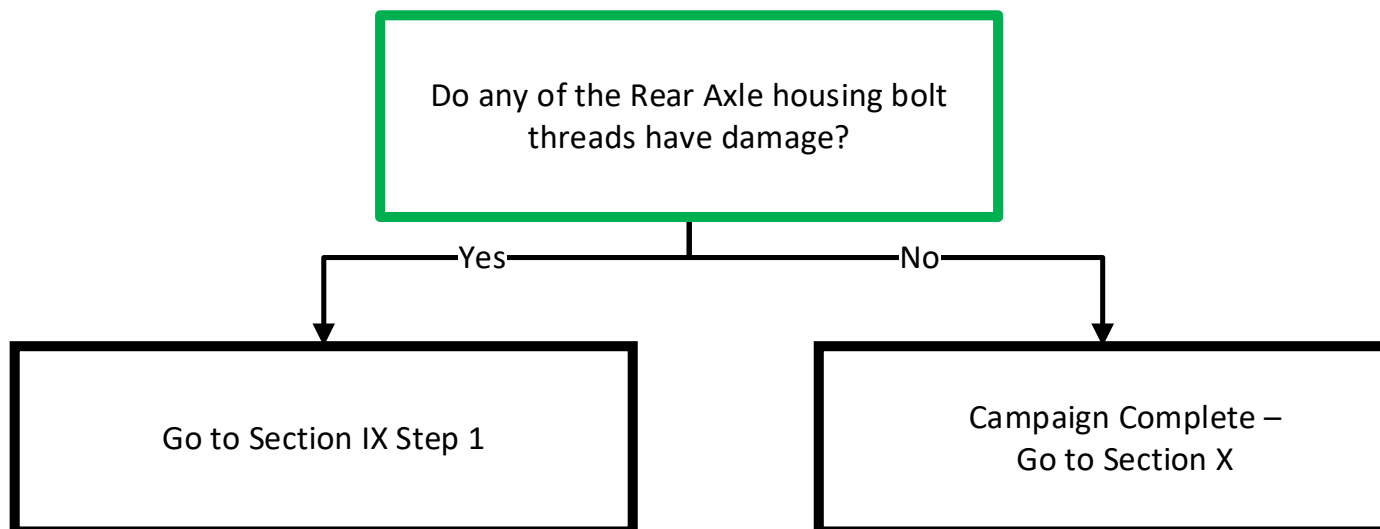 Do any of the Rear Axle housing bolt
threads have damage?
Yes
No
Go to Section IX Step 1
Campaign Complete –
Go to Section X